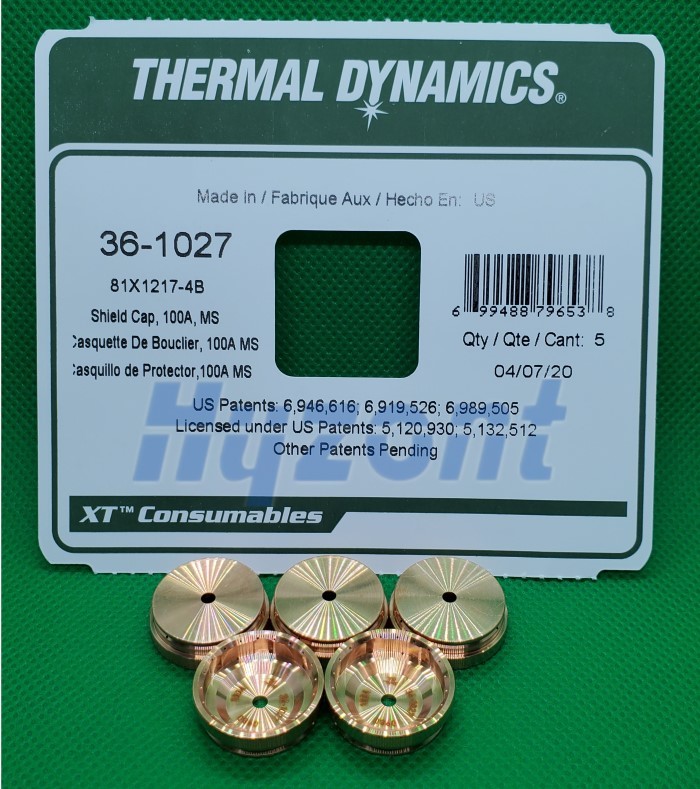 THERMAL DYNAMICS®
Made In / Fabrique Aux / Hecho En: US
36-1027
81X1217-4B
Shield Cap, 100A, MS
Casquette De Bouclier, 100A MS
Casquillo de Protector,100A MS
6 99488 79653 8
Qty / Qte / Cant: 5
04/07/20
US Patents: 6,946,616; 6,919,526; 6,989,505
Licensed under US Patents: 5,120,930; 5,132,512
Other Patents Pending
Hyzont
XT™ Consumables